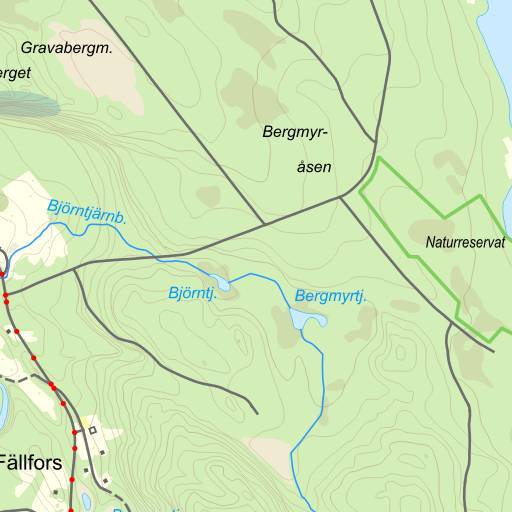 Gravabergm.
erget
Bergmyr-
åsen
Björntjärnb.
Naturreservat
Björntj.
Bergmyrtj.
Fällfors